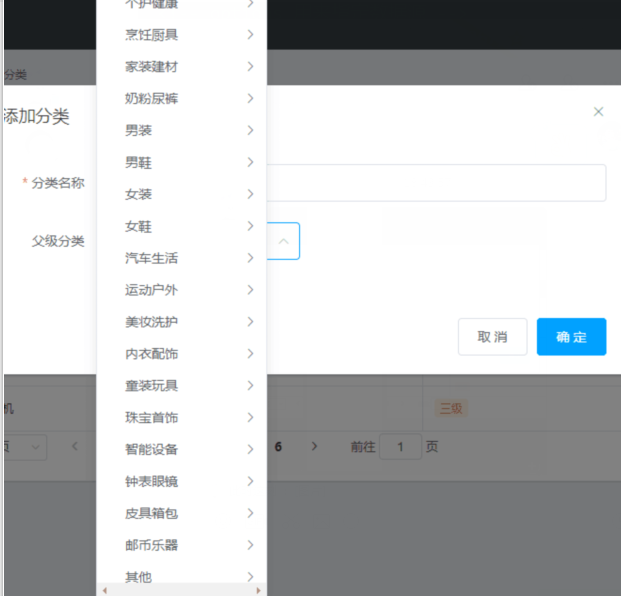 个护健康
烹饪厨具
分类
家装建材
奶粉尿裤
添加分类
男装
男鞋
* 分类名称
女装
女鞋
父级分类
汽车生活
运动户外
美妆洗护
取消
确定
内衣配饰
童装玩具
机
三级
珠宝首饰
智能设备
页
6
前往 1 页
钟表眼镜
皮具箱包
邮币乐器
其他